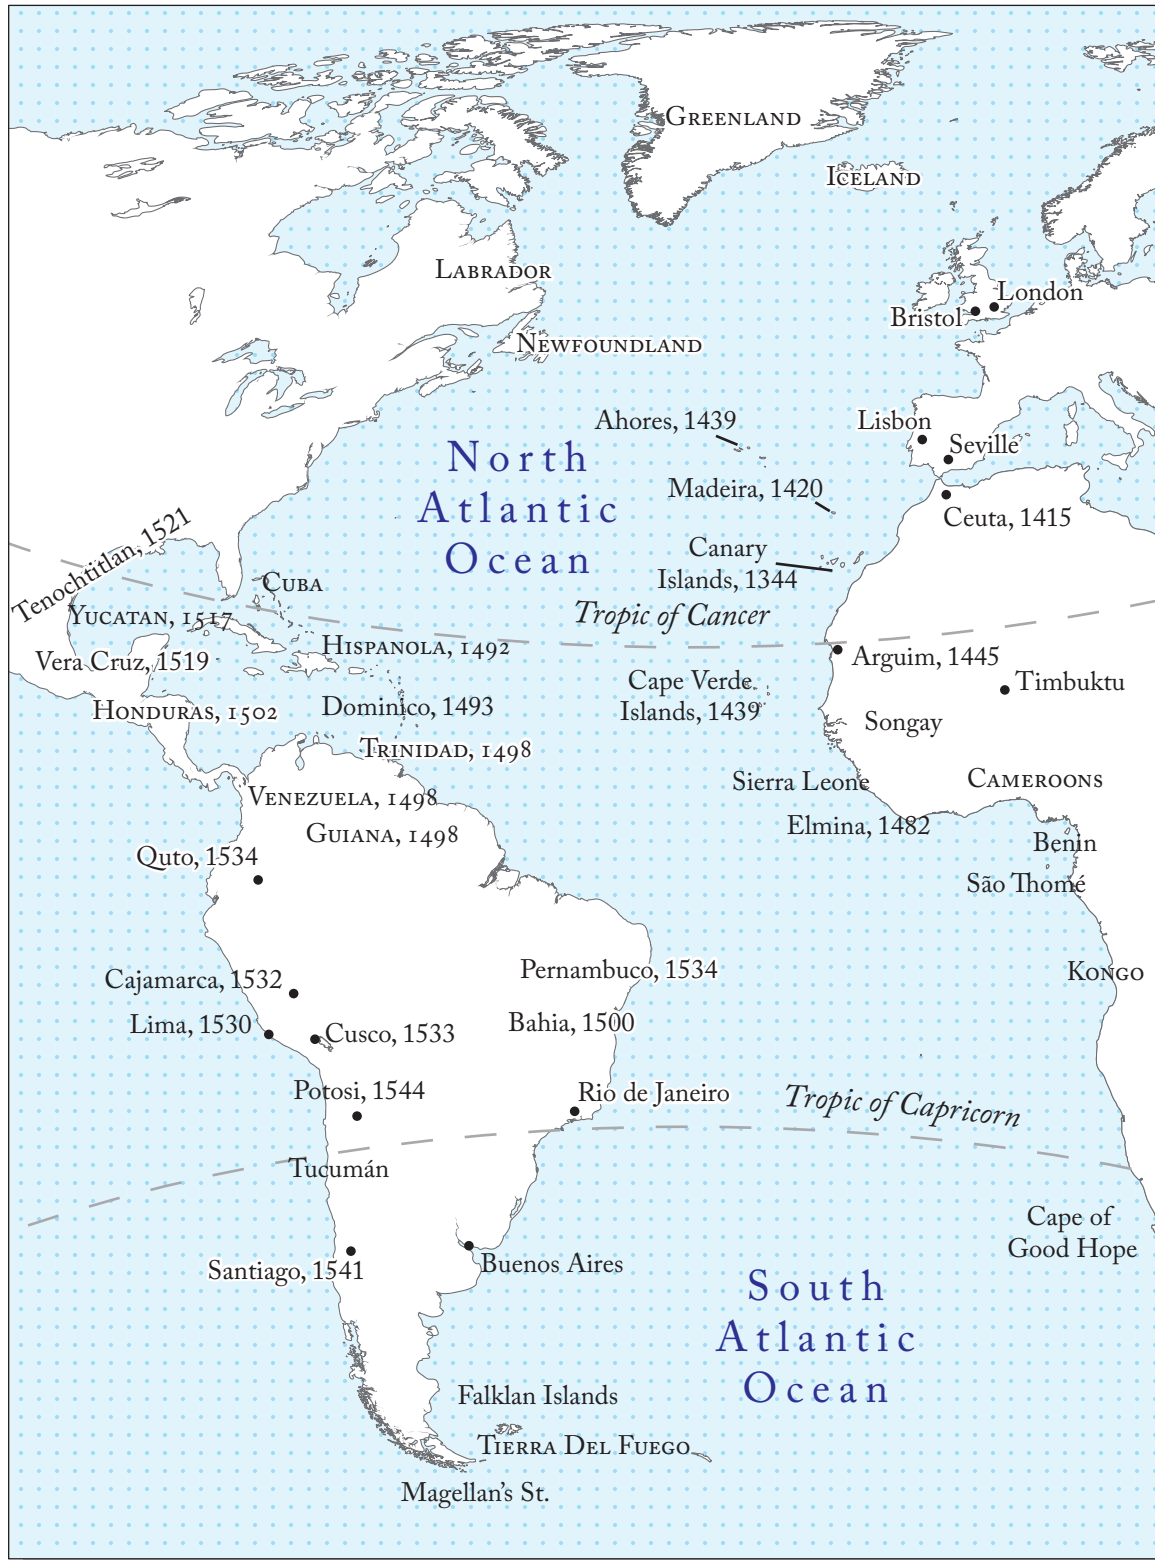 Greenland
Iceland
Labrador
London
Bristol
Newfoundland
Ahores, 1439
Lisbon
Seville
North
Atlantic
Ocean
Madeira, 1420
Ceuta, 1415
Tenochtitlan, 1521
Canary
Islands, 1344
Cuba
Tropic of Cancer
Yucatan, 1517
Hispanola, 1492
Vera Cruz, 1519
Arguim, 1445
Cape Verde
Islands, 1439
Timbuktu
Honduras, 1502
Dominico, 1493
Songay
Trinidad, 1498
Sierra Leone
Cameroons
Venezuela, 1498
Elmina, 1482
Guiana, 1498
Benin
Quto, 1534
São Thomé
Pernambuco, 1534
Kongo
Cajamarca, 1532
Bahia, 1500
Lima, 1530
Cusco, 1533
Potosi, 1544
Rio de Janeiro
Tropic of Capricorn
Tucumán
Cape of
Good Hope
Santiago, 1541
Buenos Aires
South
Atlantic
Ocean
Falklan Islands
Tierra Del Fuego
Magellan's St.